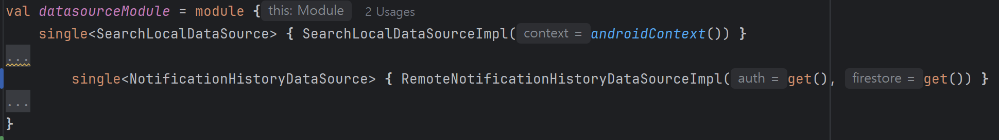 val datasourceModule = module { this: Module 2 Usages
single<SearchLocalDataSource> { SearchLocalDataSourceImpl( context = androidContext()) }
...
single<NotificationHistoryDataSource> { RemoteNotificationHistoryDataSourceImpl( auth = get(), firestore = get()) }
...
}